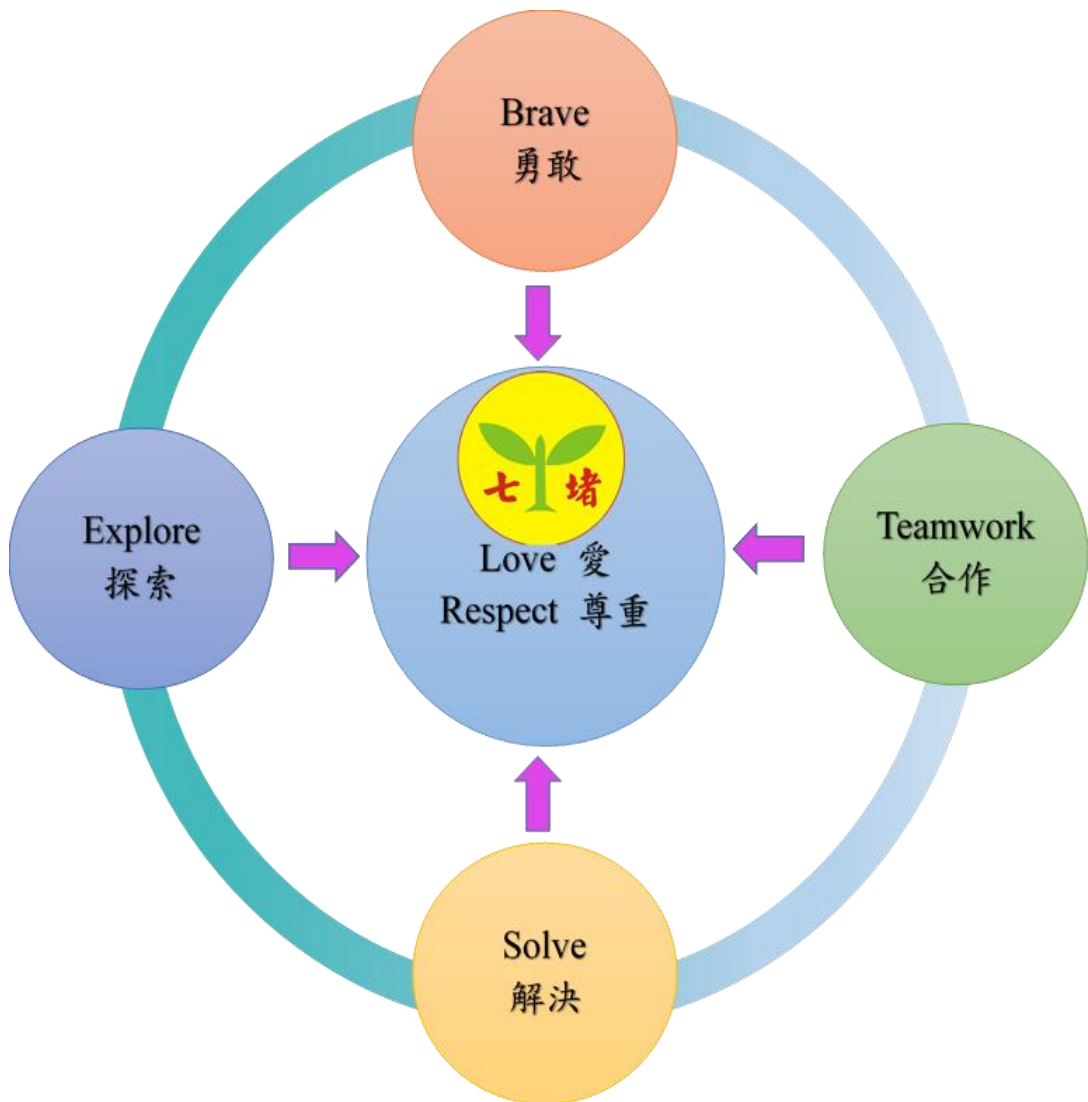 Brave
勇敢
Explore
探索
七 堵
Love 愛
Respect 尊重
Teamwork
合作
Solve
解決